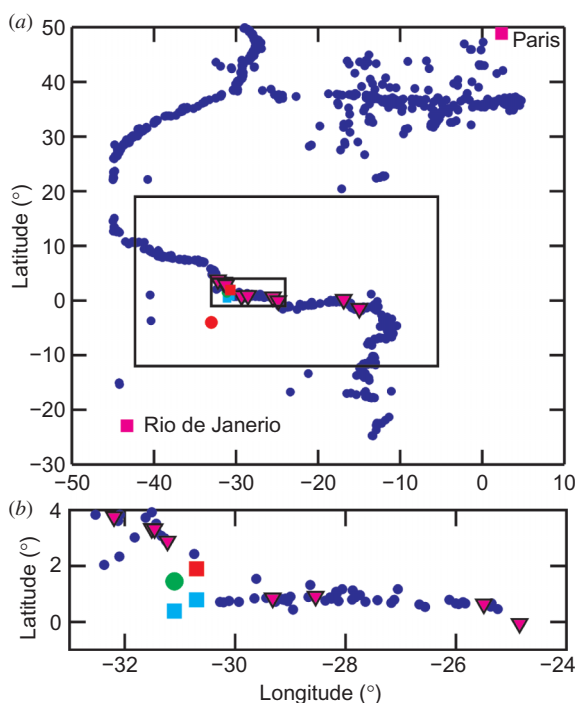 (a)
50
40
30
20
10
0
−10
−20
−30
Latitude (°)
Paris
Rio de Janerio
−50 −40 −30 −20 −10 0 10
(b)
4
2
0
Latitude (°)
−32 −30 −28 −26 −24
Longitude (°)